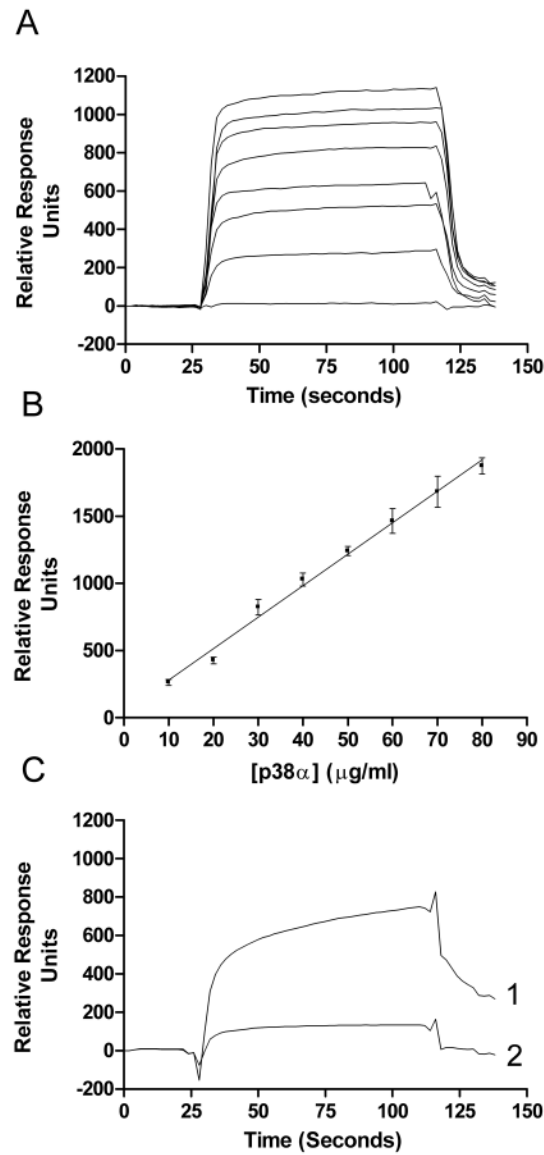 A
1200
1000
800
600
400
200
0
-200
Relative Response
Units
0 25 50 75 100 125 150
Time (seconds)
B
2000
1500
1000
500
0
Relative Response
Units
0 10 20 30 40 50 60 70 80 90
[p38α] (μg/ml)
C
1200
1000
800
600
400
200
0
-200
Relative Response
Units
1
2
0 25 50 75 100 125 150
Time (Seconds)